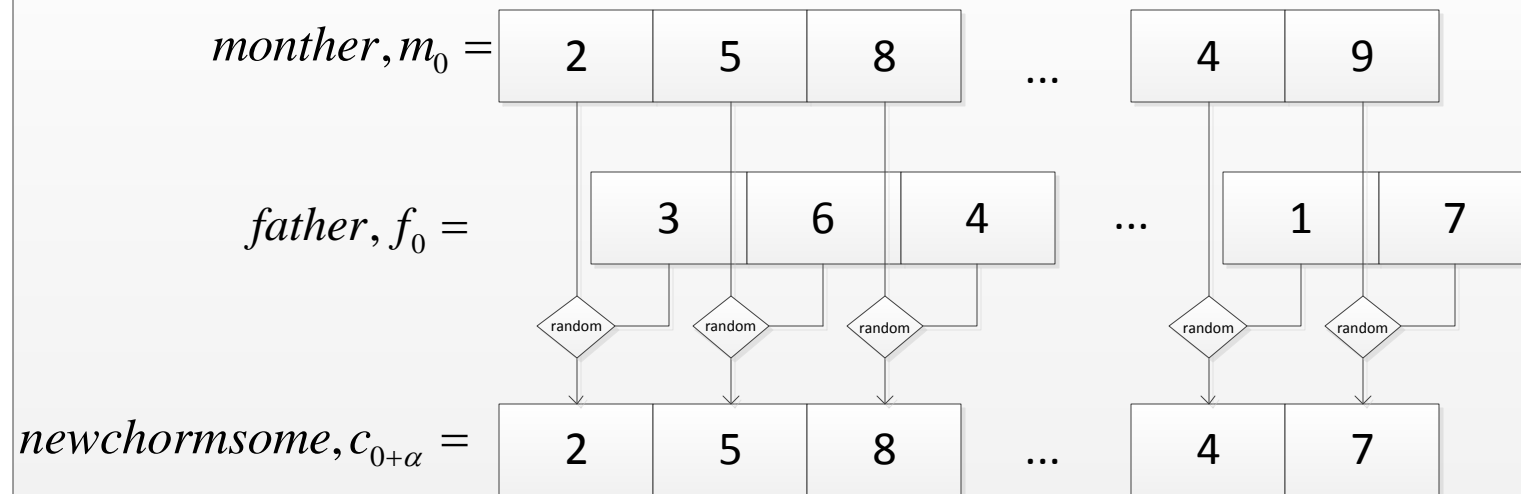 monther, m₀ = 2 5 8 ... 4 9
father, f₀ = 3 6 4 ... 1 7
random random random random random
newchormsome, c₀₊α = 2 5 8 ... 4 7